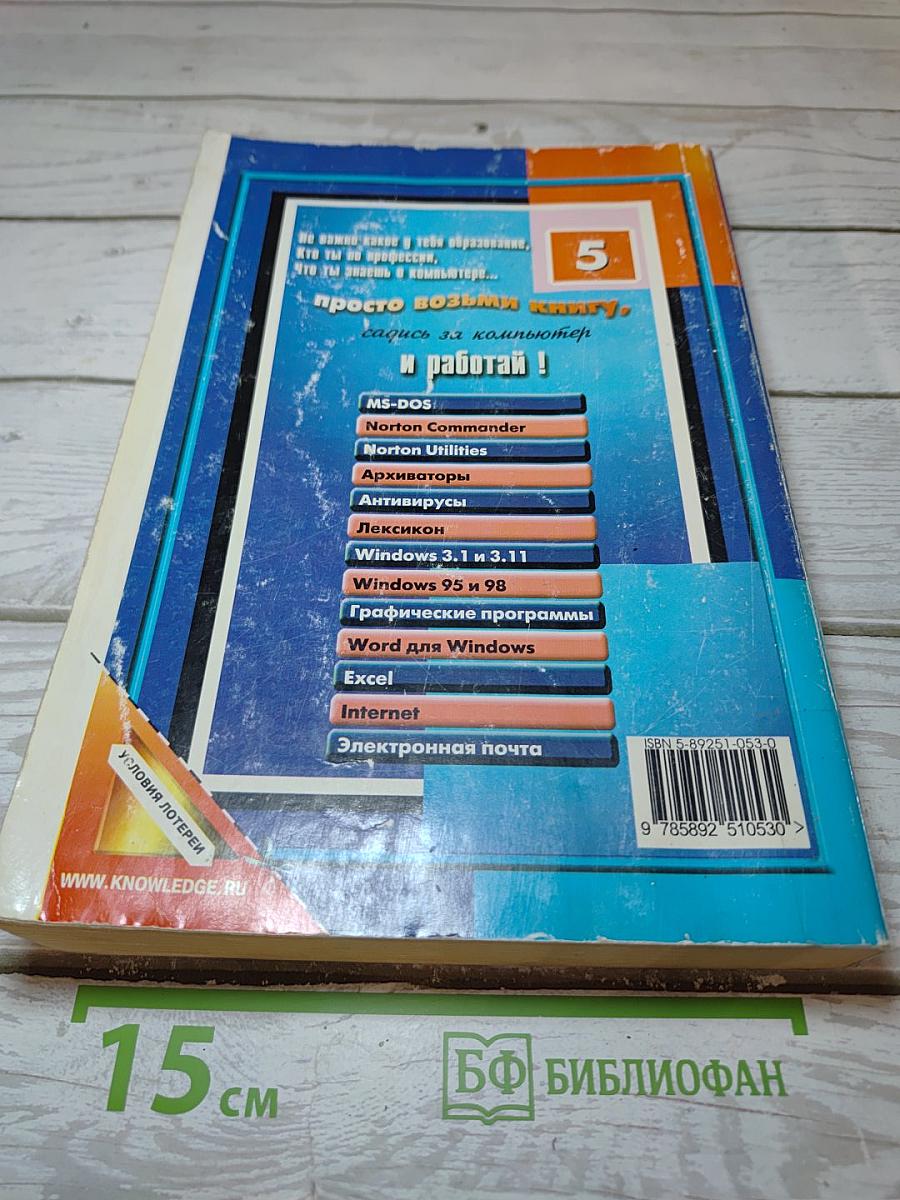 Не важно какое у тебя образование,
Кто ты по профессии,
Что ты знаешь о компьютере...
5
просто возьми книгу,
садись за компьютер
и работай !
MS-DOS
Norton Commander
Norton Utilities
Архиваторы
Антивирусы
Лексикон
Windows 3.1 и 3.11
Windows 95 и 98
Графические программы
Word для Windows
Excel
Internet
Электронная почта
ISBN 5-89251-053-0
9 785892 510530 >
УСЛОВИЯ ЛОТЕРЕИ
WWW.KNOWLEDGE.RU
15 см
БФ БИБЛИОФАН